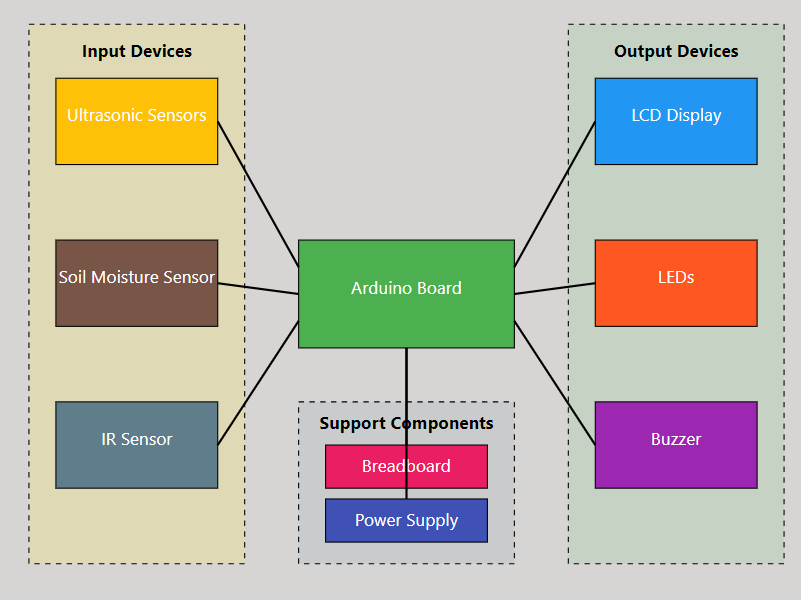 Input Devices
Ultrasonic Sensors
Soil Moisture Sensor
IR Sensor
Arduino Board
Support Components
Breadboard
Power Supply
Output Devices
LCD Display
LEDs
Buzzer